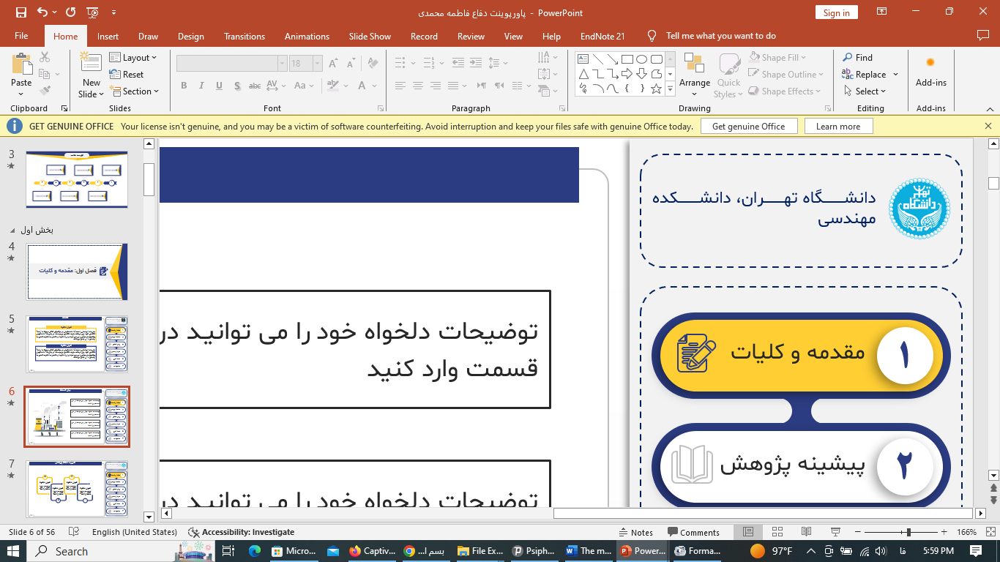 پاورپوینت دفاع فاطمه محمدی - PowerPoint
Sign in
File Home Insert Draw Design Transitions Animations Slide Show Record Review View Help EndNote 21 Tell me what you want to do
Paste
Clipboard
New Slide
Layout
Reset
Section
Slides
18
B I U S abc AV Aa A
Font
Paragraph
Arrange
Quick Styles
Shape Fill
Shape Outline
Shape Effects
Drawing
Find
Replace
Select
Editing
Add-ins
Add-ins
GET GENUINE OFFICE Your license isn't genuine, and you may be a victim of software counterfeiting. Avoid interruption and keep your files safe with genuine Office today. Get genuine Office Learn more
3
بخش اول
4
فصل اول: مقدمه و کلیات
5
6
7
دانشگاه تهران، دانشکده
مهندسی
توضیحات دلخواه خود را می توانید در
قسمت وارد کنید
توضیحات دلخواه خود را می توانید در
۱
مقدمه و کلیات
۲
پیشینه پژوهش
Slide 6 of 56 English (United States) Accessibility: Investigate Notes Comments 166%
Search Micro... Captiv... بسم ا... File Ex... Psiph... The m... Power... Forma... 97°F فا 5:59 PM